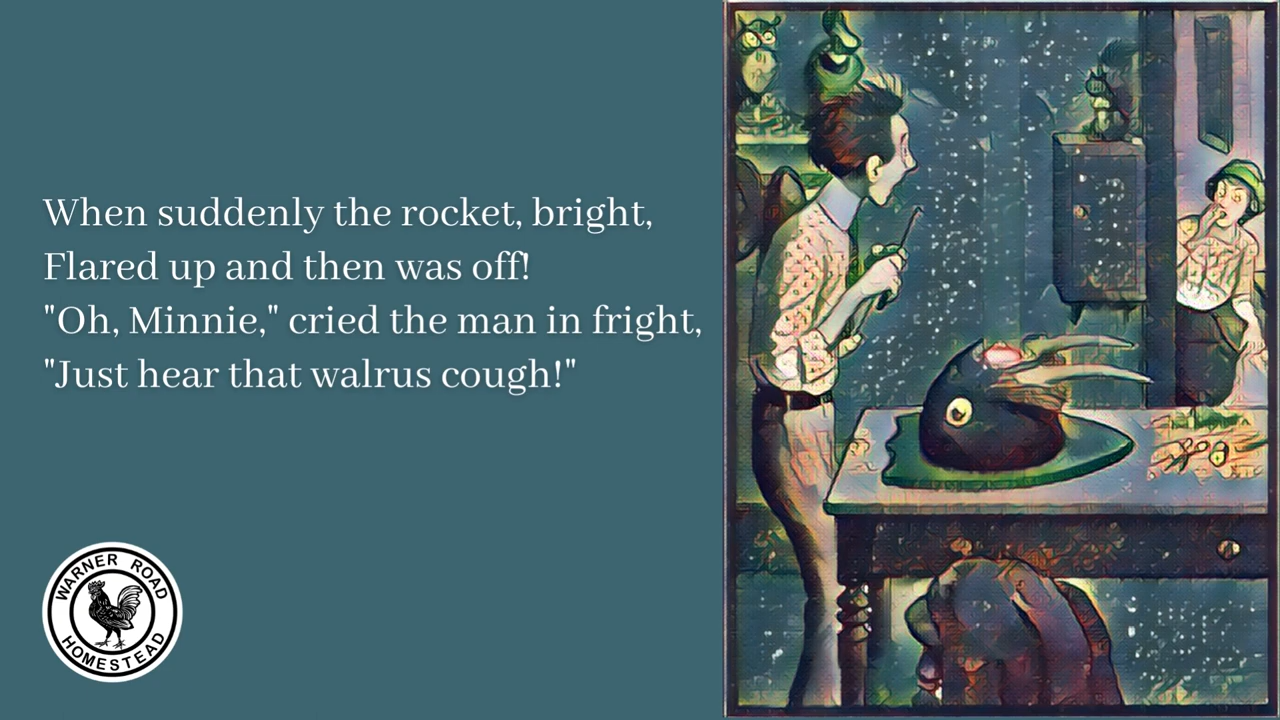 When suddenly the rocket, bright,
Flared up and then was off!
"Oh, Minnie," cried the man in fright,
"Just hear that walrus cough!"
WARNER ROAD
HOMESTEAD